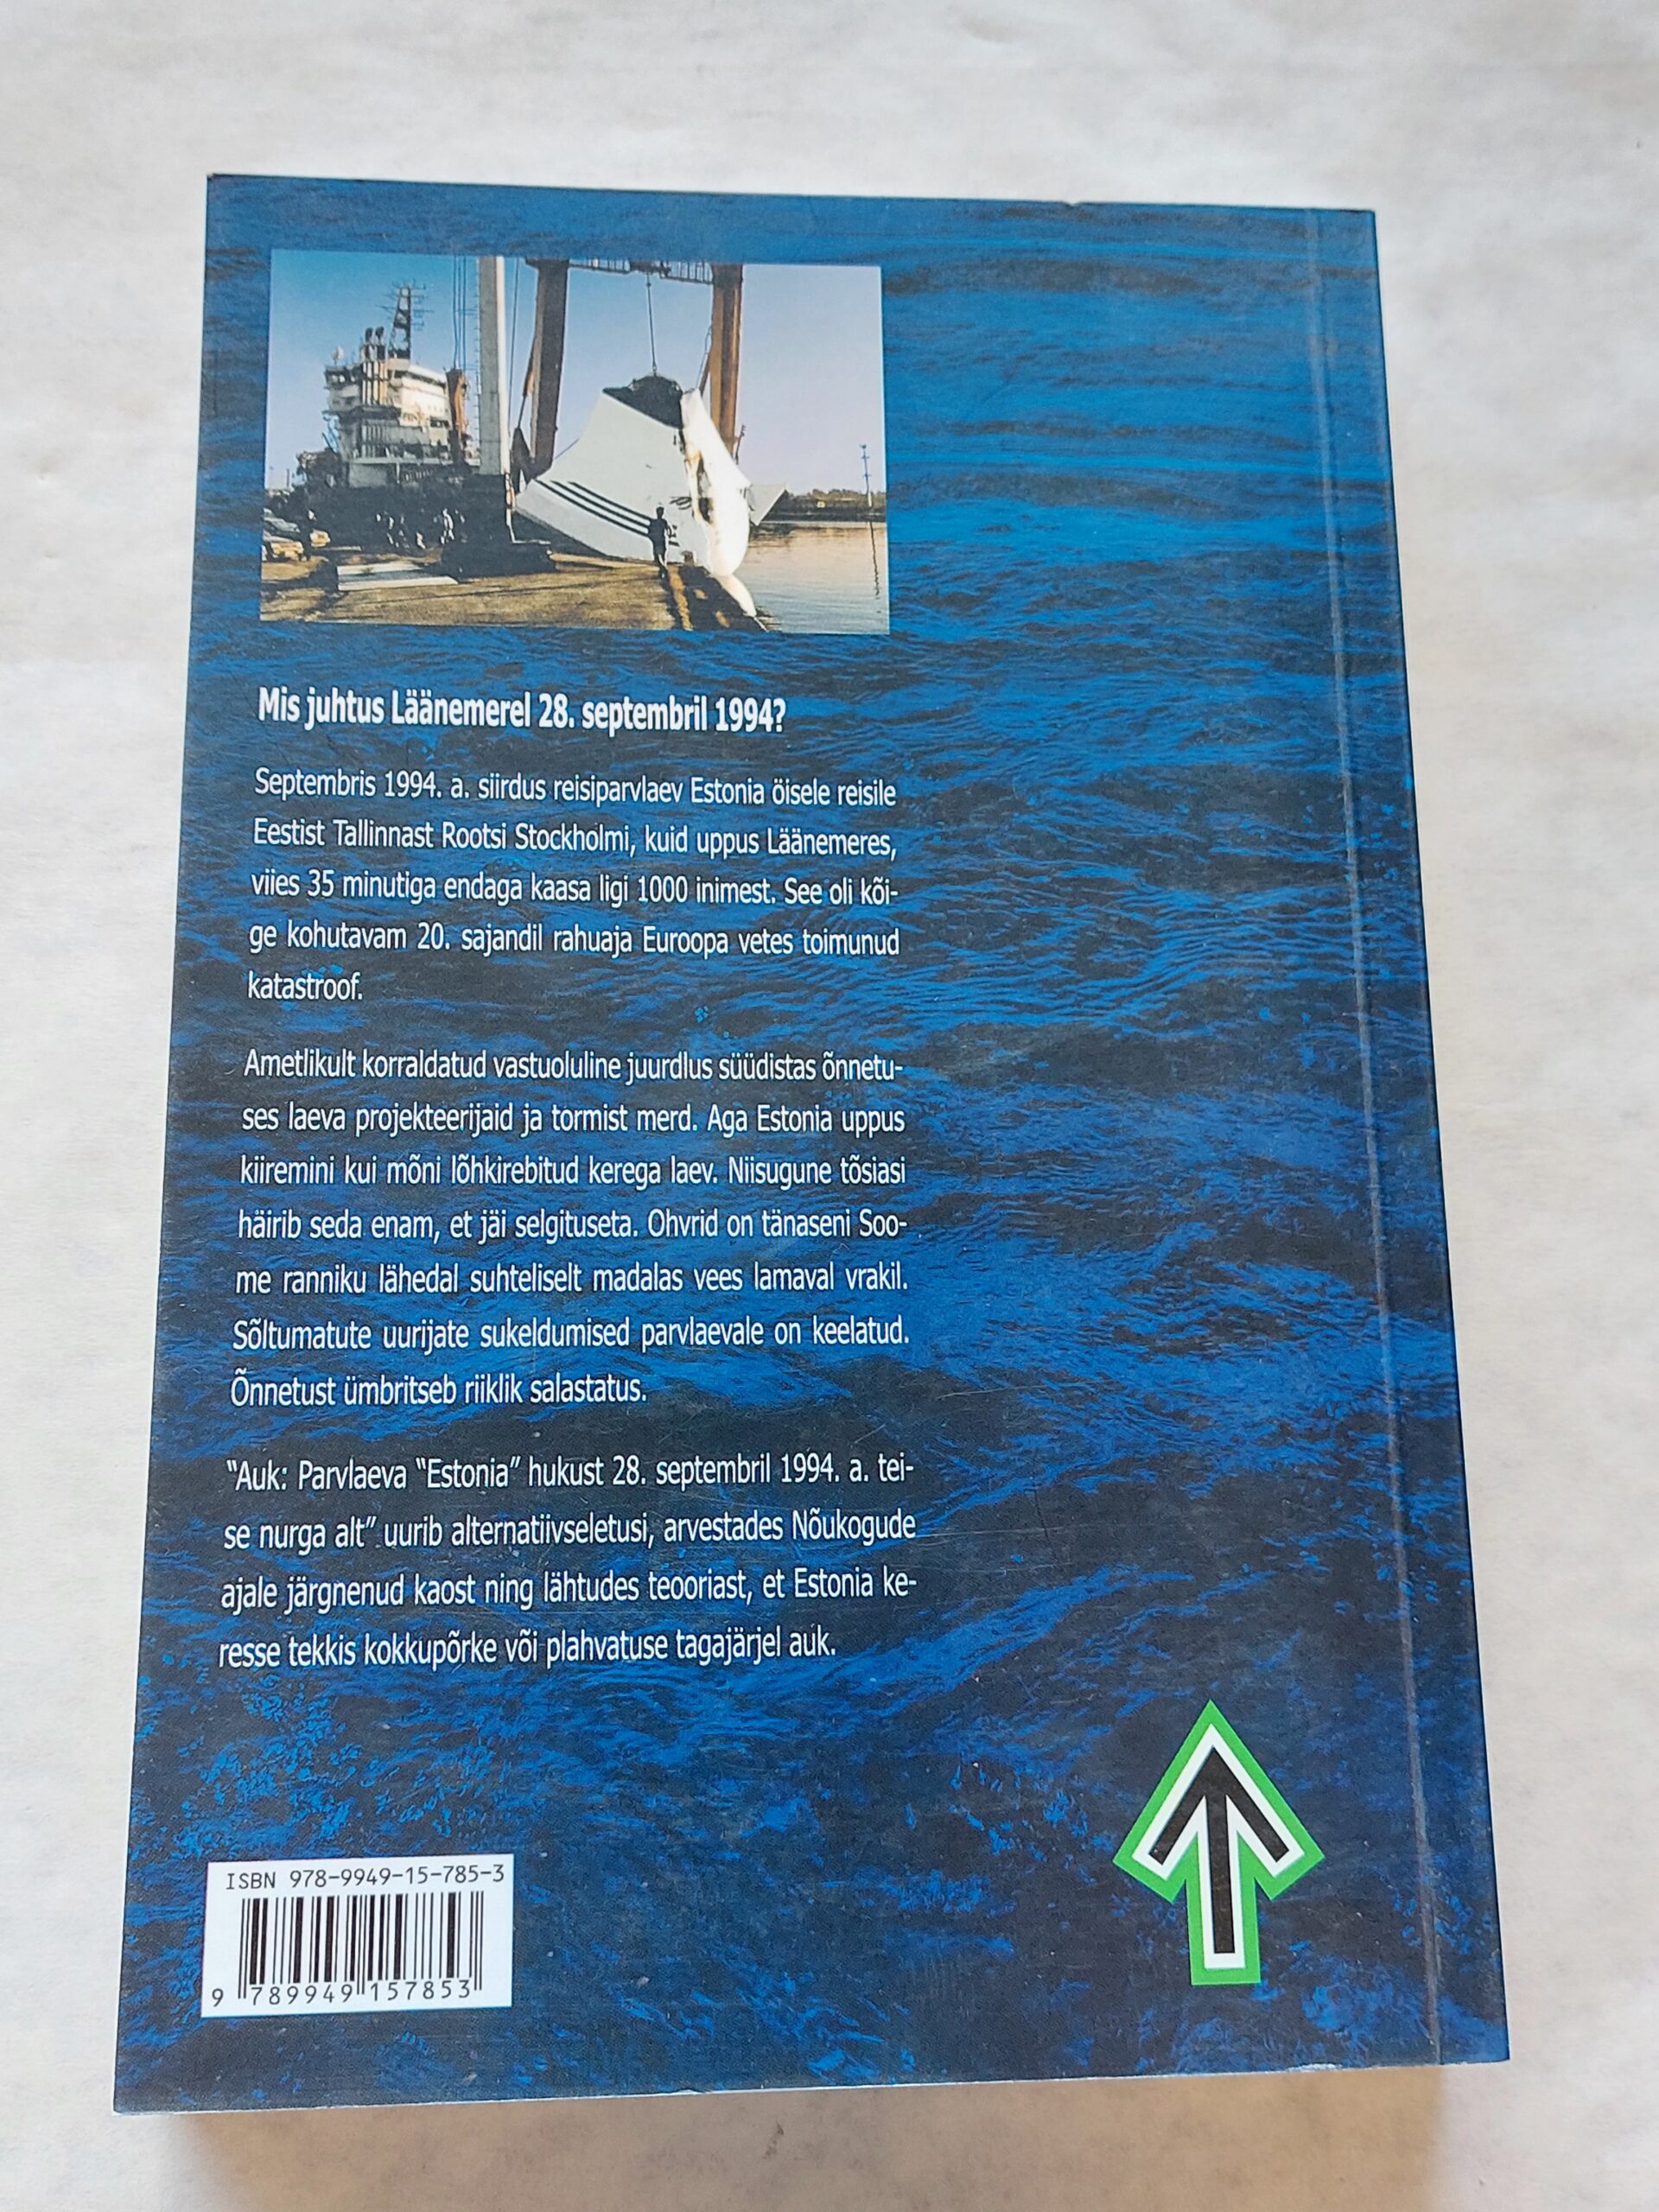 Mis juhtus Läänemerel 28. septembril 1994?
Septembris 1994. a. siirdus reisiparvlaev Estonia öisele reisile
Eestist Tallinnast Rootsi Stockholmi, kuid uppus Läänemeres,
viies 35 minutiga endaga kaasa ligi 1000 inimest. See oli kõi-
ge kohutavam 20. sajandil rahuaja Euroopa vetes toimunud
katastroof.
Ametlikult korraldatud vastuoluline juurdlus süüdistas õnnetu-
ses laeva projekteerijaid ja tormist merd. Aga Estonia uppus
kiiremini kui mõni lõhkirebitud kerega laev. Niisugune tõsiasi
häirib seda enam, et jäi selgituseta. Ohvrid on tänaseni Soo-
me ranniku lähedal suhteliselt madalas vees lamaval vrakil.
Sõltumatute uurijate sukeldumised parvlaevale on keelatud.
Õnnetust ümbritseb riiklik salastatus.
"Auk: Parvlaeva "Estonia" hukust 28. septembril 1994. a. tei-
se nurga alt" uurib alternatiivseletusi, arvestades Nõukogude
ajale järgnenud kaost ning lähtudes teooriast, et Estonia ke-
resse tekkis kokkupõrke või plahvatuse tagajärjel auk.
ISBN 978-9949-15-785-3
9 789949 157853